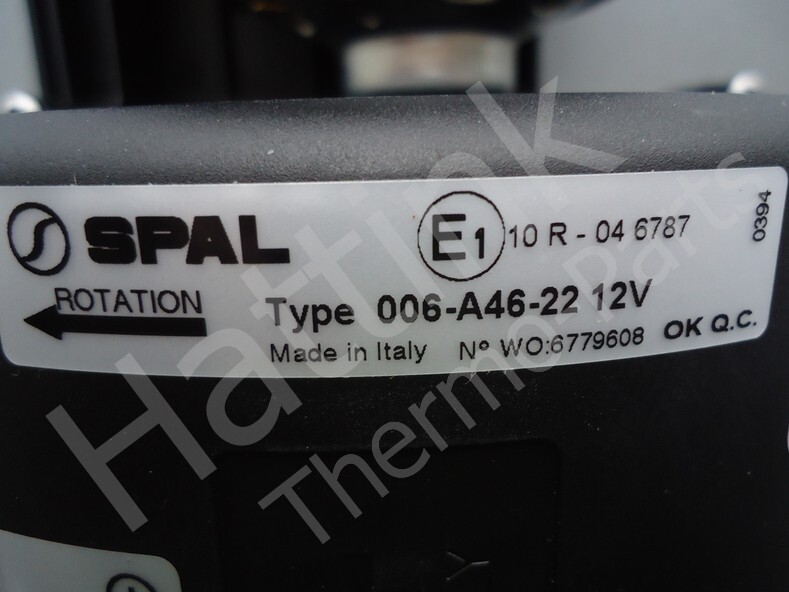 SPAL
E1 10 R - 04 6787
0394
ROTATION
Type 006-A46-22 12V
Made in Italy Nº WO:6779608 OK Q.C.
Hattink
Thermo Parts